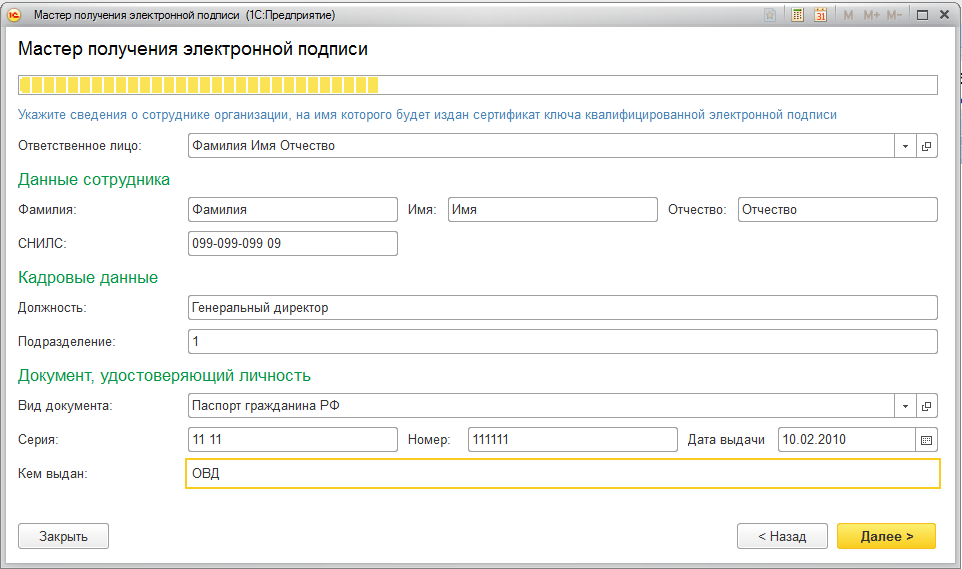 Мастер получения электронной подписи (1С:Предприятие)
31 M M+ M-
Мастер получения электронной подписи
Укажите сведения о сотруднике организации, на имя которого будет издан сертификат ключа квалифицированной электронной подписи
Ответственное лицо: Фамилия Имя Отчество
Данные сотрудника
Фамилия: Фамилия Имя: Имя Отчество: Отчество
СНИЛС: 099-099-099 09
Кадровые данные
Должность: Генеральный директор
Подразделение: 1
Документ, удостоверяющий личность
Вид документа: Паспорт гражданина РФ
Серия: 11 11 Номер: 111111 Дата выдачи 10.02.2010
Кем выдан: ОВД
Закрыть < Назад Далее >